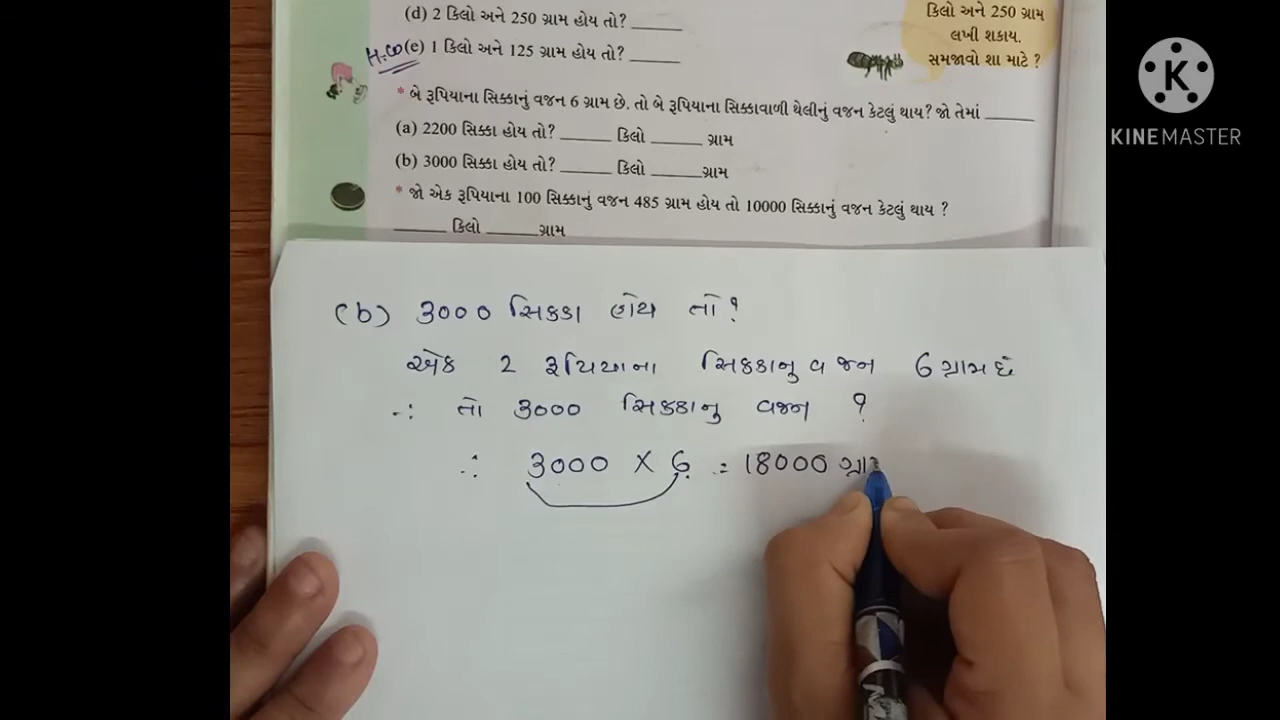 (d) 2 કિલો અને 250 ગ્રામ હોય તો? ______
H.W (e) 1 કિલો અને 125 ગ્રામ હોય તો? ______
કિલો અને 250 ગ્રામ
લખી શકાય.
સમજાવો શા માટે ?
* બે રૂપિયાના સિક્કાનું વજન 6 ગ્રામ છે. તો બે રૂપિયાના સિક્કાવાળી થેલીનું વજન કેટલું થાય? જો તેમાં ______
(a) 2200 સિક્કા હોય તો? ______ કિલો ______ ગ્રામ
(b) 3000 સિક્કા હોય તો? ______ કિલો ______ ગ્રામ
* જો એક રૂપિયાના 100 સિક્કાનું વજન 485 ગ્રામ હોય તો 10000 સિક્કાનું વજન કેટલું થાય ?
______ કિલો ______ ગ્રામ
(b) 3000 સિક્કા હોય તો?
એક 2 રૂપિયાના સિક્કાનુ વજન 6 ગ્રામ છે
∴ તો 3000 સિક્કાનુ વજન ?
∴ 3000 X 6 = 18000 ગ્રામ
K
KINEMASTER